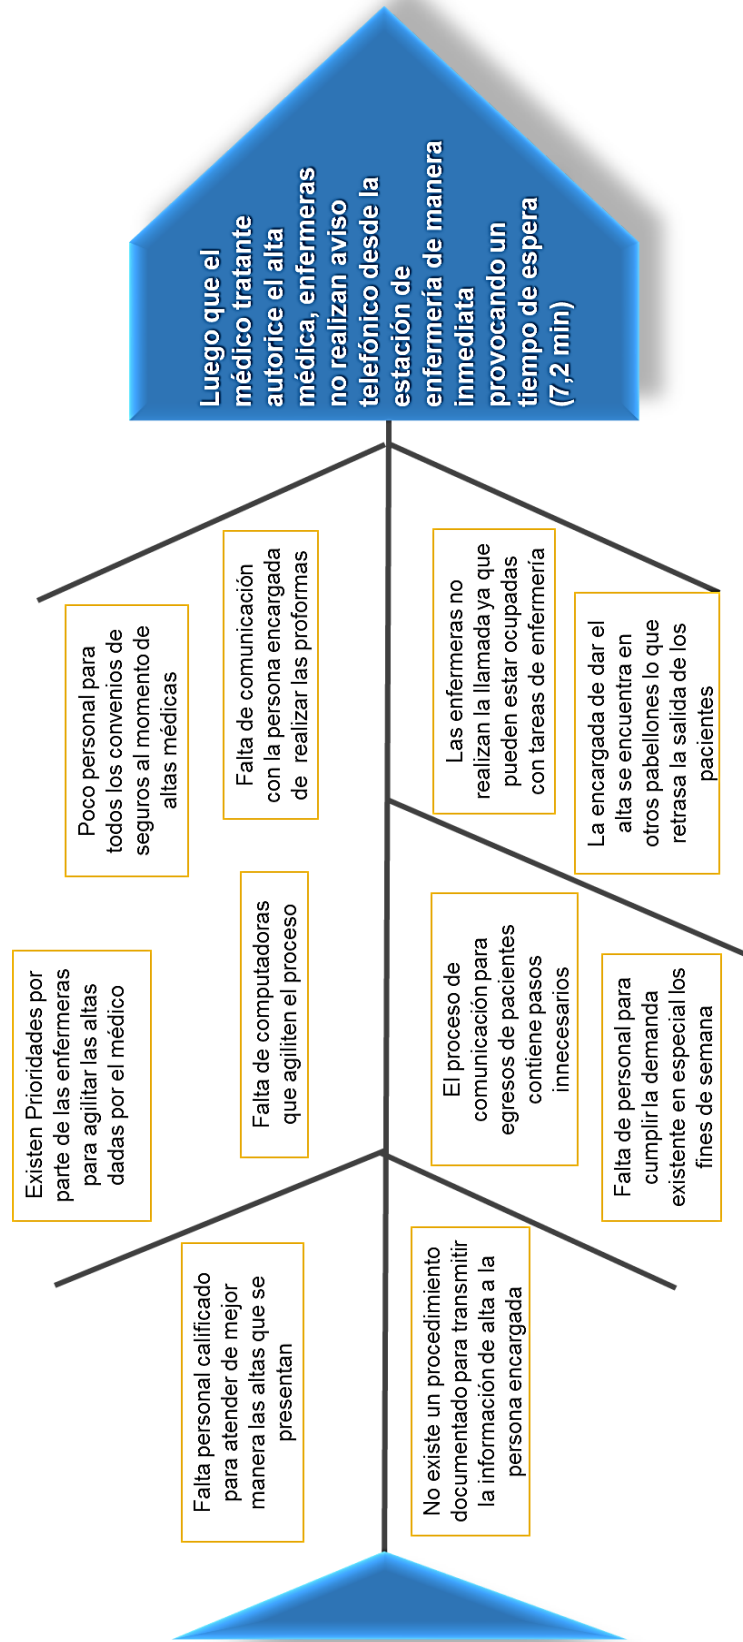 Falta personal calificado
para atender de mejor
manera las altas que se
presentan
Existen Prioridades por
parte de las enfermeras
para agilitar las altas
dadas por el médico
Falta de computadoras
que agiliten el proceso
Poco personal para
todos los convenios de
seguros al momento de
altas médicas
Falta de comunicación
con la persona encargada
de realizar las proformas
No existe un procedimiento
documentado para transmitir
la información de alta a la
persona encargada
El proceso de
comunicación para
egresos de pacientes
contiene pasos
innecesarios
Falta de personal para
cumplir la demanda
existente en especial los
fines de semana
Las enfermeras no
realizan la llamada ya que
pueden estar ocupadas
con tareas de enfermería
La encargada de dar el
alta se encuentra en
otros pabellones lo que
retrasa la salida de los
pacientes
Luego que el
médico tratante
autorice el alta
médica, enfermeras
no realizan aviso
telefónico desde la
estación de
enfermería de manera
inmediata
provocando un
tiempo de espera
(7,2 min)